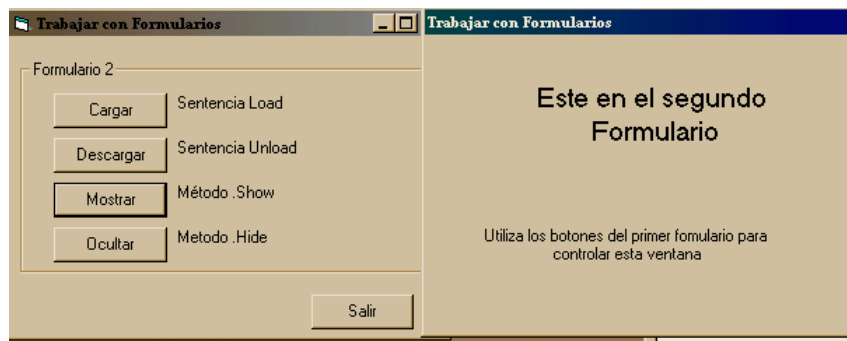 Trabajar con Formularios
Formulario 2
Cargar Sentencia Load
Descargar Sentencia Unload
Mostrar Método .Show
Ocultar Metodo .Hide
Salir
Trabajar con Formularios
Este en el segundo
Formulario
Utiliza los botones del primer fomulario para
controlar esta ventana